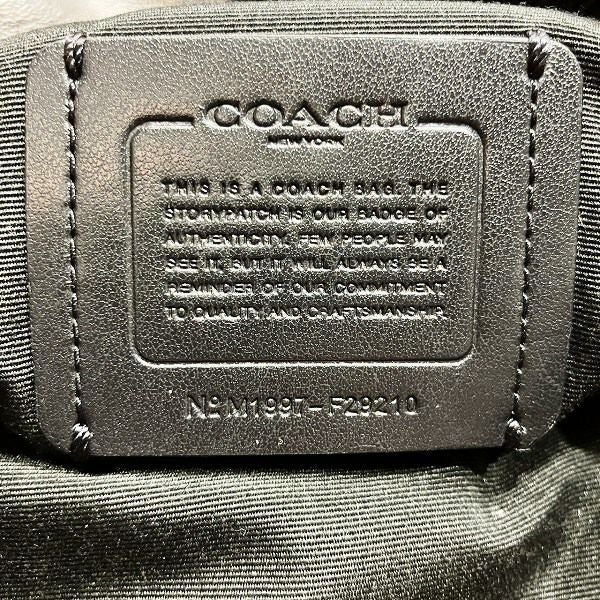 COACH
NEW YORK
THIS IS A COACH BAG. THE
STORYPATCH IS OUR BADGE OF
AUTHENTICITY. FEW PEOPLE MAY
SEE IT, BUT IT WILL ALWAYS BE A
REMINDER OF OUR COMMITMENT
TO QUALITY AND CRAFTSMANSHIP.
Nº M1997-F29210